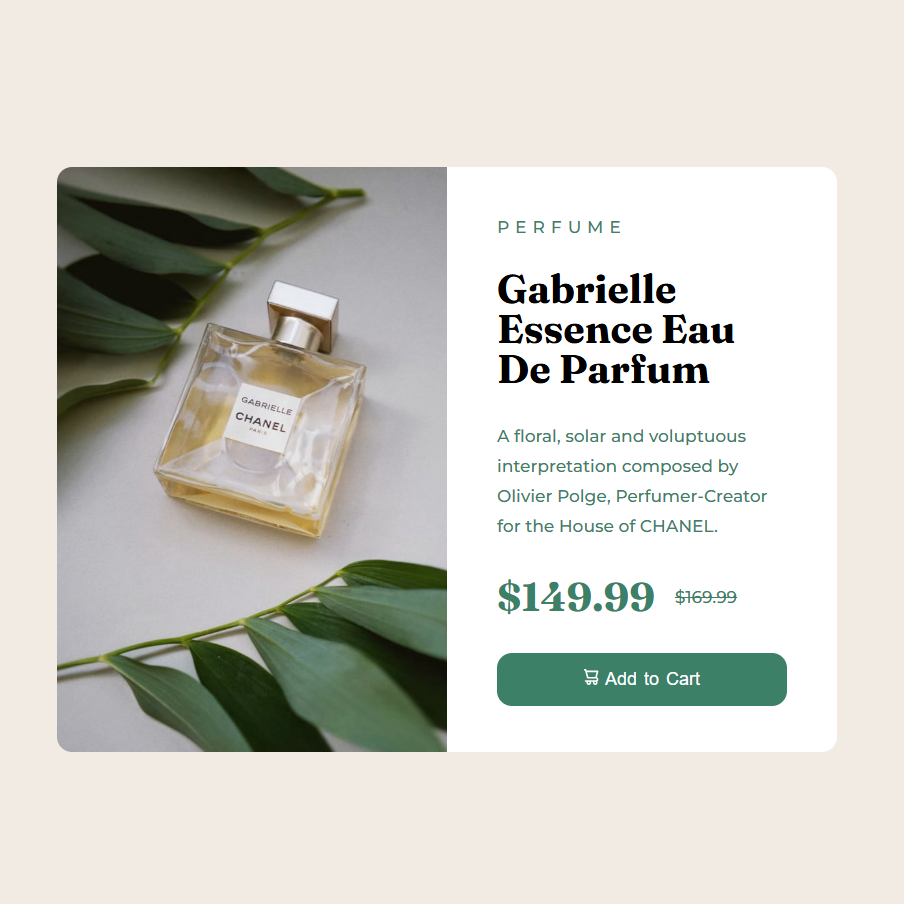 GABRIELLE
CHANEL
PARIS
PERFUME
Gabrielle
Essence Eau
De Parfum
A floral, solar and voluptuous
interpretation composed by
Olivier Polge, Perfumer-Creator
for the House of CHANEL.
$149.99 $169.99
Add to Cart